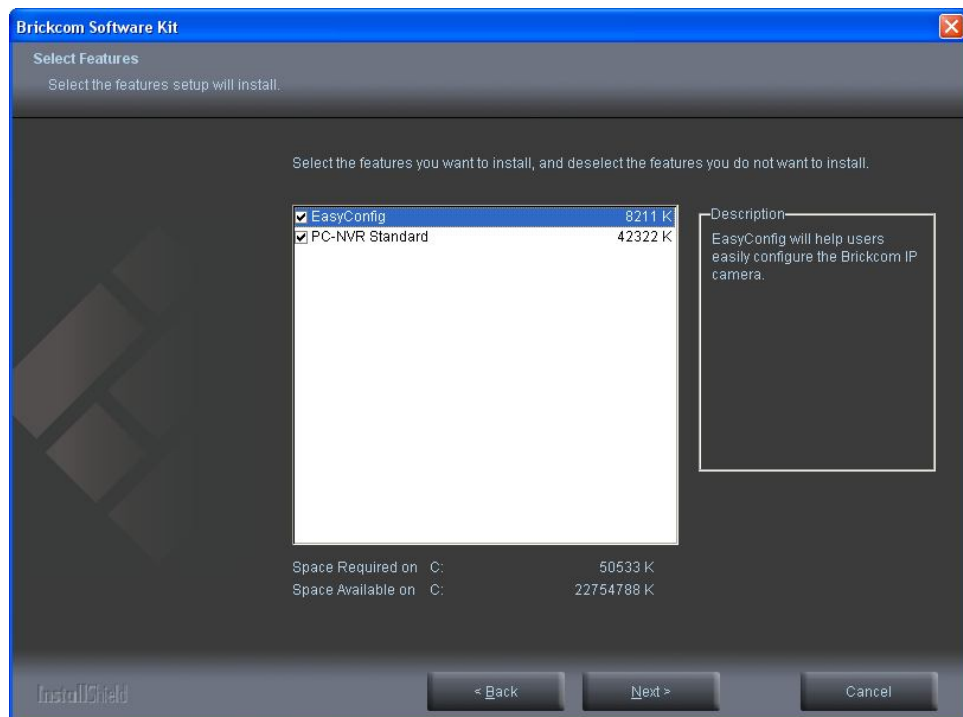 Brickcom Software Kit
Select Features
Select the features setup will install.
Select the features you want to install, and deselect the features you do not want to install.
EasyConfig 8211 K
PC-NVR Standard 42322 K
Description
EasyConfig will help users
easily configure the Brickcom IP
camera.
Space Required on C: 50533 K
Space Available on C: 22754788 K
InstallShield
< Back
Next >
Cancel